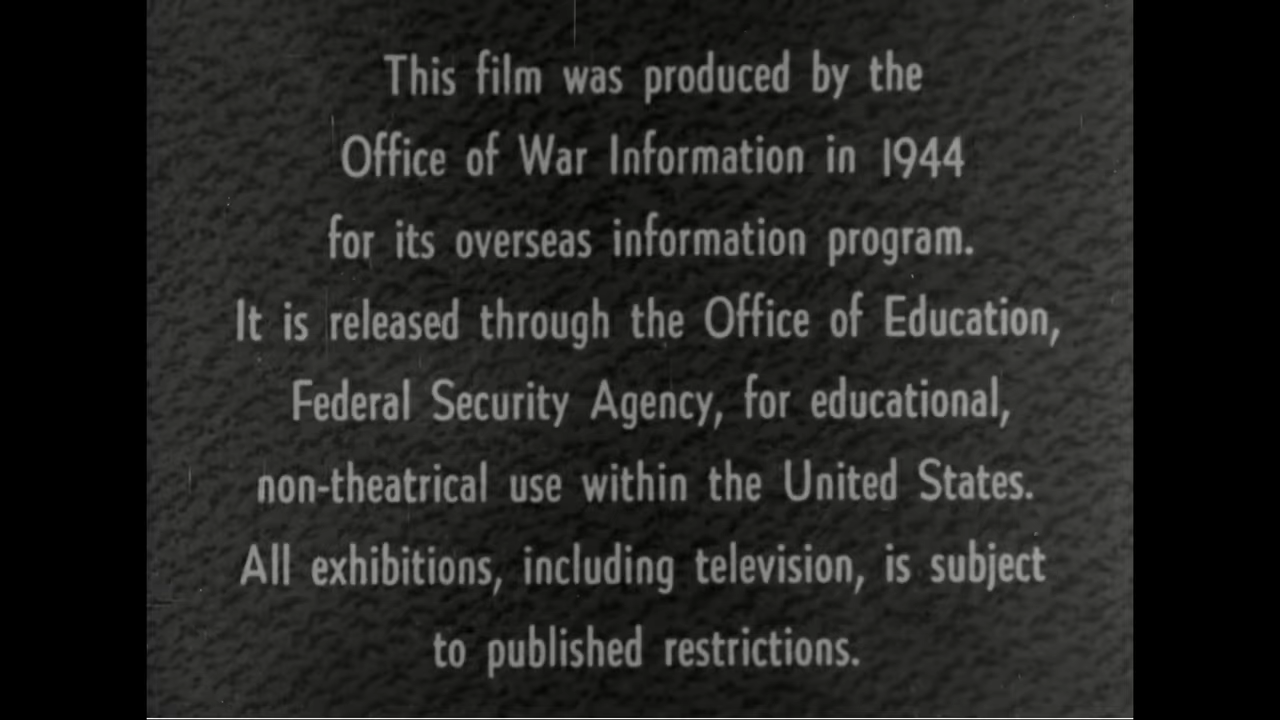 This film was produced by the
Office of War Information in 1944
for its overseas information program.
It is released through the Office of Education,
Federal Security Agency, for educational,
non-theatrical use within the United States.
All exhibitions, including television, is subject
to published restrictions.